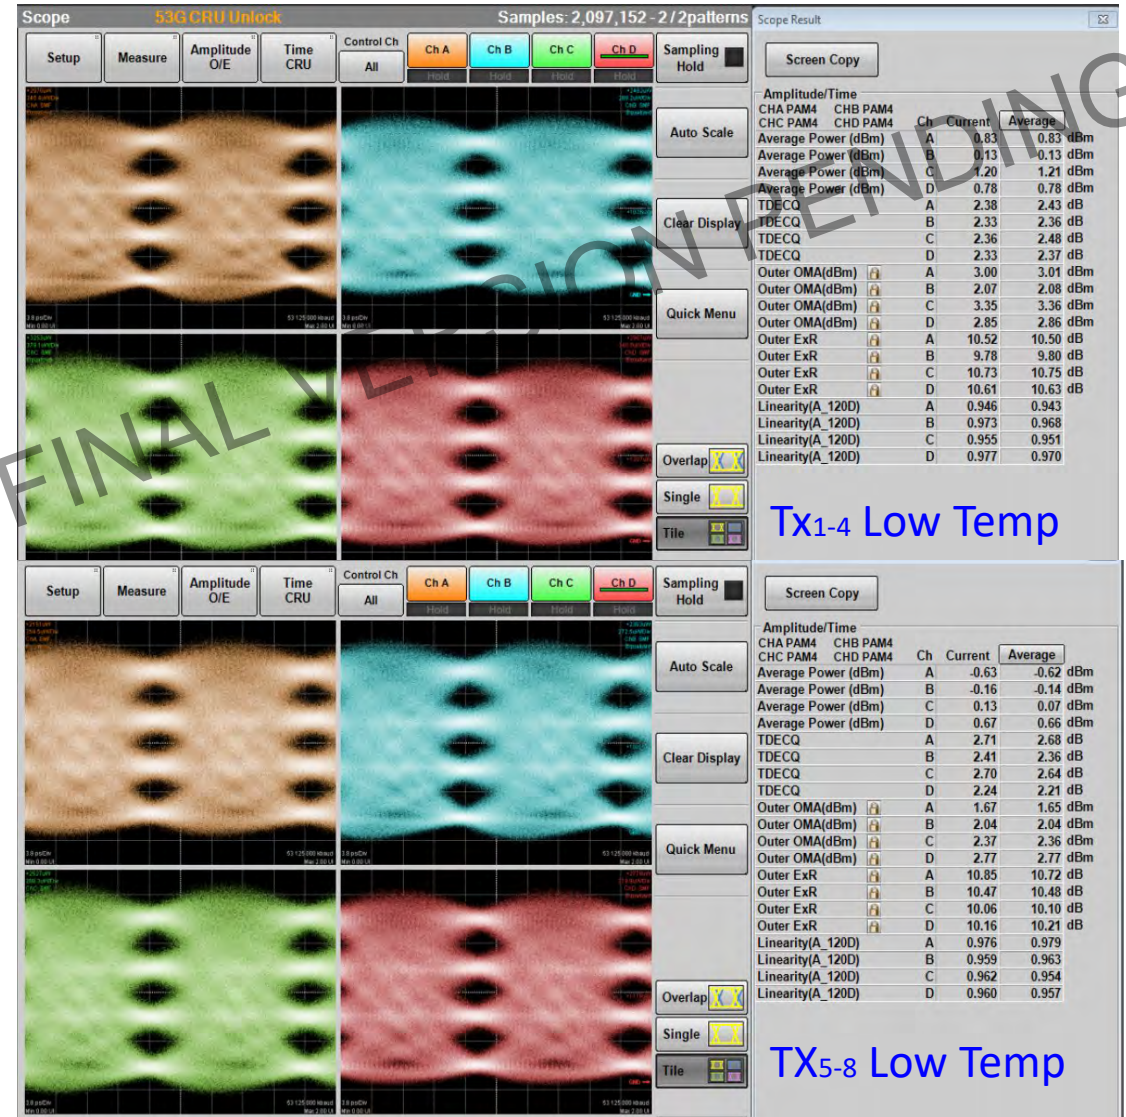 Scope 53G CRU Unlock Samples: 2,097,152 - 2 / 2patterns
Setup Measure Amplitude O/E Time CRU Control Ch All Ch A Hold Ch B Hold Ch C Hold Ch D Hold Sampling Hold
Auto Scale
Clear Display
Quick Menu
Overlap
Single
Tile
53 125 000 kbaud
Scope Result
Screen Copy
Amplitude/Time
CHA PAM4 CHB PAM4
CHC PAM4 CHD PAM4 Ch Current Average
Average Power (dBm) A 0.83 0.83 dBm
Average Power (dBm) B 0.13 0.13 dBm
Average Power (dBm) C 1.20 1.21 dBm
Average Power (dBm) D 0.78 0.78 dBm
TDECQ A 2.38 2.43 dB
TDECQ B 2.33 2.36 dB
TDECQ C 2.36 2.48 dB
TDECQ D 2.33 2.37 dB
Outer OMA(dBm) A 3.00 3.01 dBm
Outer OMA(dBm) B 2.07 2.08 dBm
Outer OMA(dBm) C 3.35 3.36 dBm
Outer OMA(dBm) D 2.85 2.86 dBm
Outer ExR A 10.52 10.50 dB
Outer ExR B 9.78 9.80 dB
Outer ExR C 10.73 10.75 dB
Outer ExR D 10.61 10.63 dB
Linearity(A_120D) A 0.946 0.943
Linearity(A_120D) B 0.973 0.968
Linearity(A_120D) C 0.955 0.951
Linearity(A_120D) D 0.977 0.970
Tx1-4 Low Temp
FINAL VERSION PENDING
Setup Measure Amplitude O/E Time CRU Control Ch All Ch A Hold Ch B Hold Ch C Hold Ch D Hold Sampling Hold
Auto Scale
Clear Display
Quick Menu
Overlap
Single
Tile
53 125 000 kbaud
Screen Copy
Amplitude/Time
CHA PAM4 CHB PAM4
CHC PAM4 CHD PAM4 Ch Current Average
Average Power (dBm) A -0.63 -0.62 dBm
Average Power (dBm) B -0.16 -0.14 dBm
Average Power (dBm) C 0.13 0.07 dBm
Average Power (dBm) D 0.67 0.66 dBm
TDECQ A 2.71 2.68 dB
TDECQ B 2.41 2.36 dB
TDECQ C 2.70 2.64 dB
TDECQ D 2.24 2.21 dB
Outer OMA(dBm) A 1.67 1.65 dBm
Outer OMA(dBm) B 2.04 2.04 dBm
Outer OMA(dBm) C 2.37 2.36 dBm
Outer OMA(dBm) D 2.77 2.77 dBm
Outer ExR A 10.85 10.72 dB
Outer ExR B 10.47 10.48 dB
Outer ExR C 10.06 10.10 dB
Outer ExR D 10.16 10.21 dB
Linearity(A_120D) A 0.976 0.979
Linearity(A_120D) B 0.959 0.963
Linearity(A_120D) C 0.962 0.954
Linearity(A_120D) D 0.960 0.957
TX5-8 Low Temp